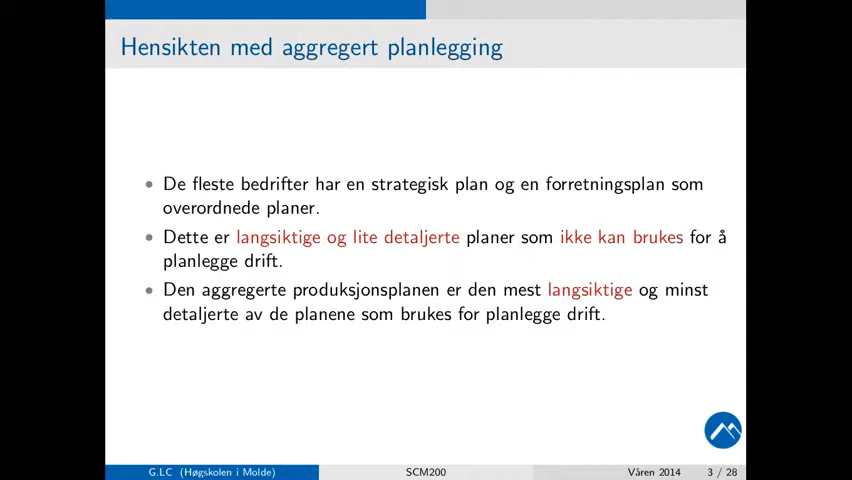 Hensikten med aggregert planlegging
• De fleste bedrifter har en strategisk plan og en forretningsplan som
overordnede planer.
• Dette er langsiktige og lite detaljerte planer som ikke kan brukes for å
planlegge drift.
• Den aggregerte produksjonsplanen er den mest langsiktige og minst
detaljerte av de planene som brukes for planlegge drift.
G.LC (Høgskolen i Molde) SCM200 Våren 2014 3 / 28